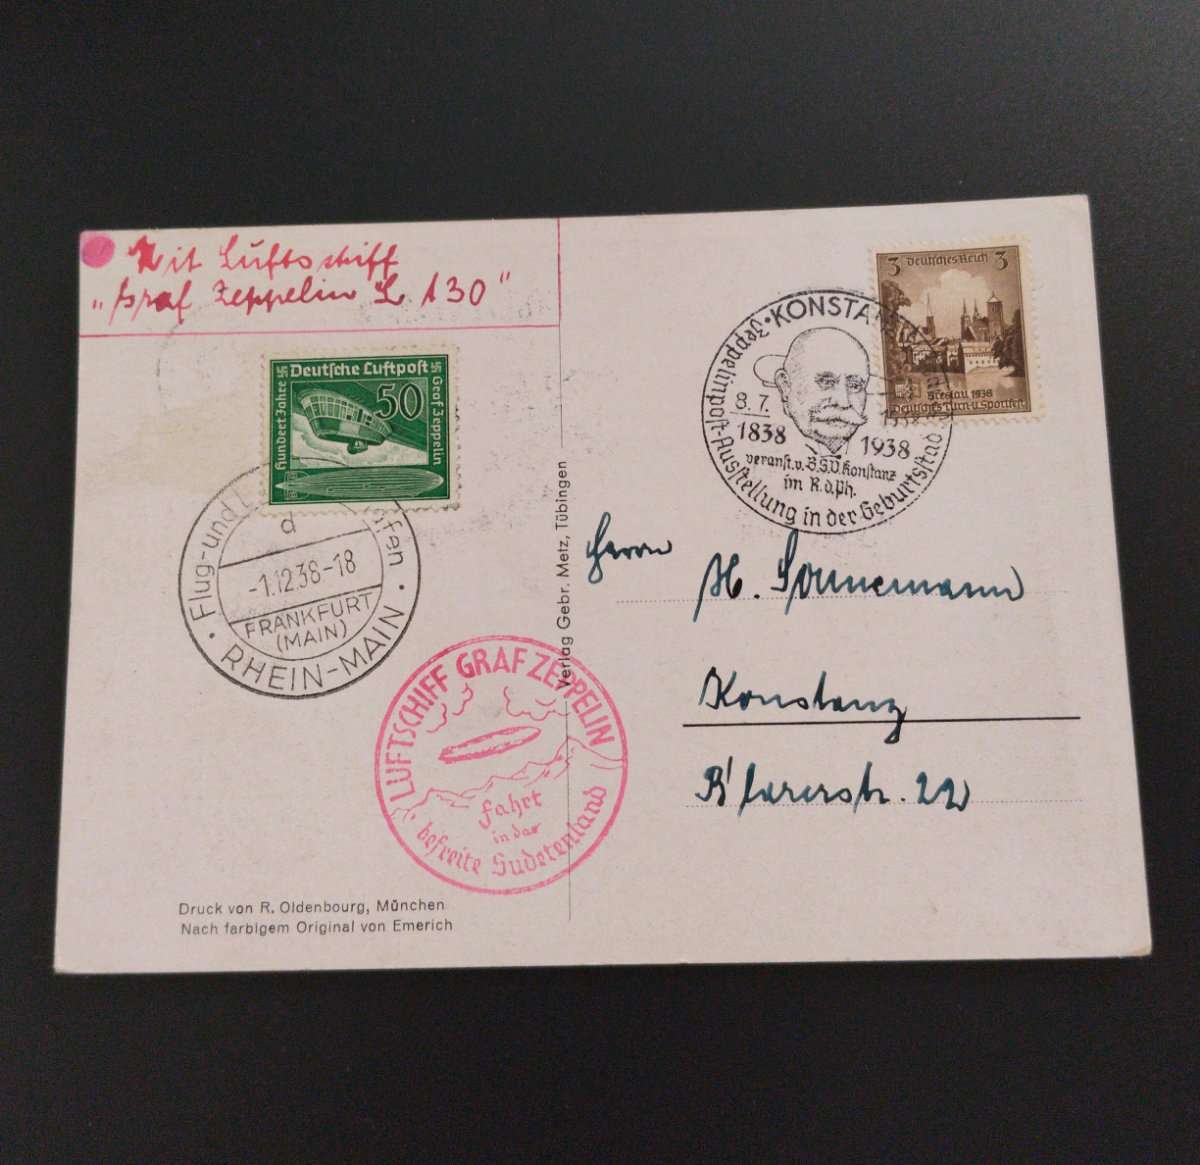 Mit Luftschiff
„Graf Zeppelin L 130"
Deutsche Luftpost
Hundert Jahre
50
Graf Zeppelin
Flug- und
d
-1.12.38-18
FRANKFURT
(MAIN)
· RHEIN-MAIN ·
LUFTSCHIFF GRAF ZEPPELIN
Fahrt
in das
befreite Sudetenland
Druck von R. Oldenbourg, München
Nach farbigem Original von Emerich
Verlag Gebr. Metz, Tübingen
3 Deutsches Reich 3
Breslau 1938
Deutsches Turn-u. Sportfest
· KONSTANZ
Zeppelinpost-Ausstellung in der Geburtsstadt
8.7.
1838 1938
veranst. v. B.S.V. Konstanz
im R.d.Ph.
Herrn
H. Sonnemann
Konstanz
Blarerstr. 22